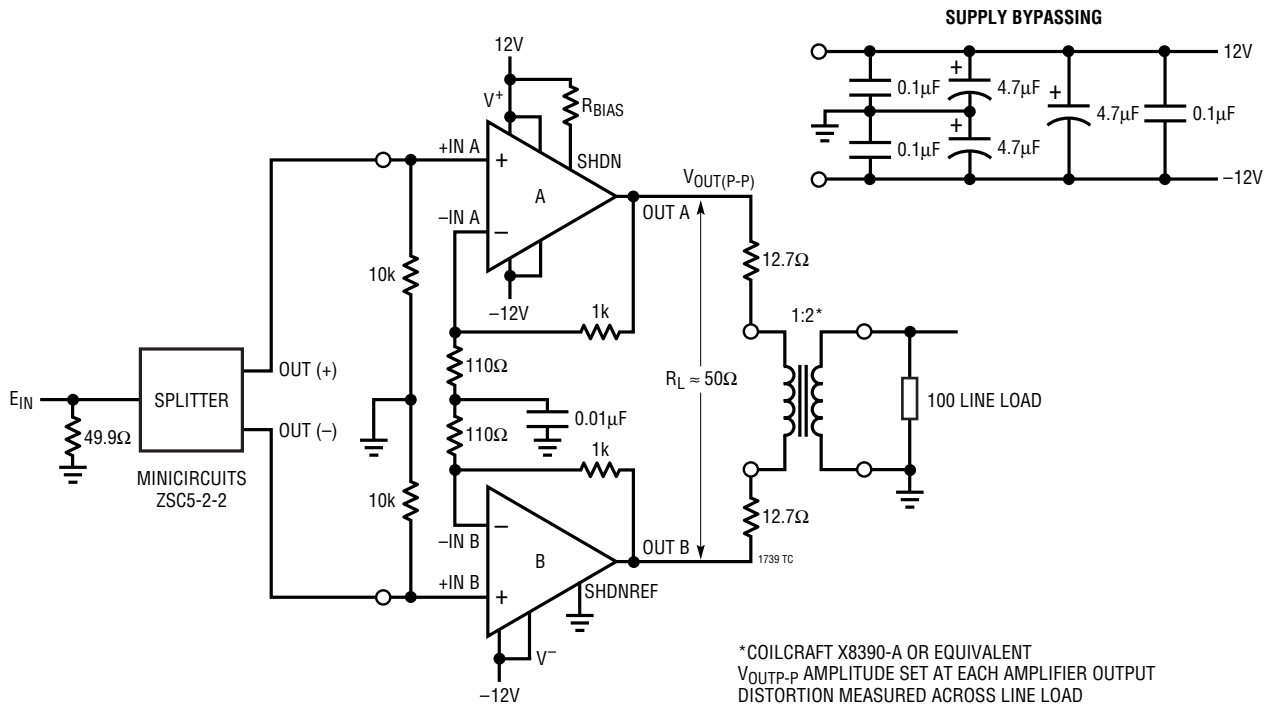 SUPPLY BYPASSING
12V
12V
V+
RBIAS
0.1µF
+
4.7µF
+
4.7µF
0.1µF
0.1µF
+
4.7µF
–12V
+IN A
+
SHDN
A
VOUT(P-P)
OUT A
–IN A
–
12.7Ω
10k
–12V
1k
1:2*
110Ω
OUT (+)
RL ≈ 50Ω
EIN
SPLITTER
100 LINE LOAD
0.01µF
49.9Ω
OUT (–)
110Ω
1k
MINICIRCUITS
ZSC5-2-2
10k
12.7Ω
–
–IN B
OUT B
B
1739 TC
+IN B
+
SHDNREF
V–
–12V
*COILCRAFT X8390-A OR EQUIVALENT
VOUTP-P AMPLITUDE SET AT EACH AMPLIFIER OUTPUT
DISTORTION MEASURED ACROSS LINE LOAD